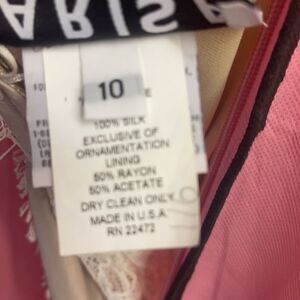 ARIS
10
100% SILK
EXCLUSIVE OF
ORNAMENTATION
LINING
50% RAYON
50% ACETATE
DRY CLEAN ONLY
MADE IN U.S.A.
RN 22472